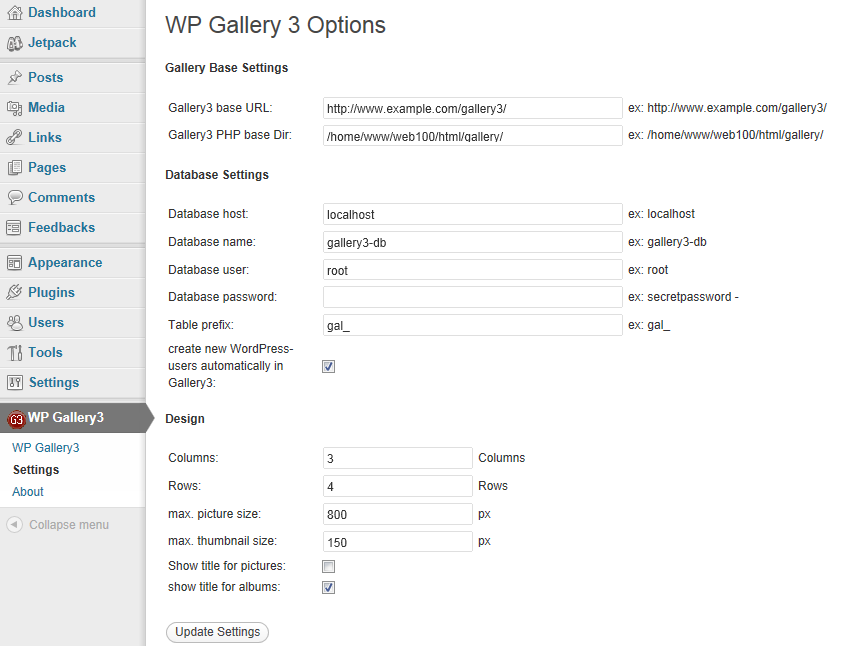 Dashboard
Jetpack
Posts
Media
Links
Pages
Comments
Feedbacks
Appearance
Plugins
Users
Tools
Settings
G3 WP Gallery3
WP Gallery3
Settings
About
Collapse menu
WP Gallery 3 Options
Gallery Base Settings
Gallery3 base URL: http://www.example.com/gallery3/ ex: http://www.example.com/gallery3/
Gallery3 PHP base Dir: /home/www/web100/html/gallery/ ex: /home/www/web100/html/gallery/
Database Settings
Database host: localhost ex: localhost
Database name: gallery3-db ex: gallery3-db
Database user: root ex: root
Database password: ex: secretpassword -
Table prefix: gal_ ex: gal_
create new WordPress-
users automatically in
Gallery3:
Design
Columns: 3 Columns
Rows: 4 Rows
max. picture size: 800 px
max. thumbnail size: 150 px
Show title for pictures:
show title for albums:
Update Settings